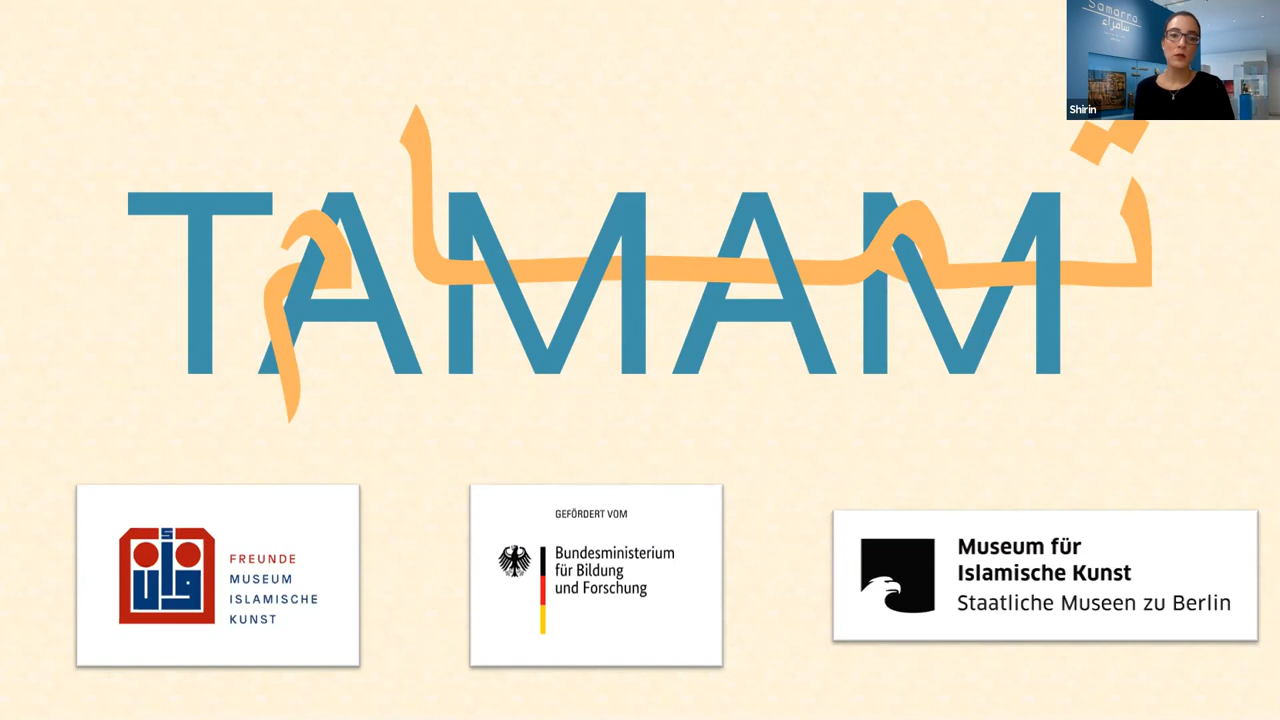 Samarra
سامراء
Shirin
TAMAM
تمام
FREUNDE
MUSEUM
ISLAMISCHE
KUNST
GEFÖRDERT VOM
Bundesministerium
für Bildung
und Forschung
Museum für
Islamische Kunst
Staatliche Museen zu Berlin